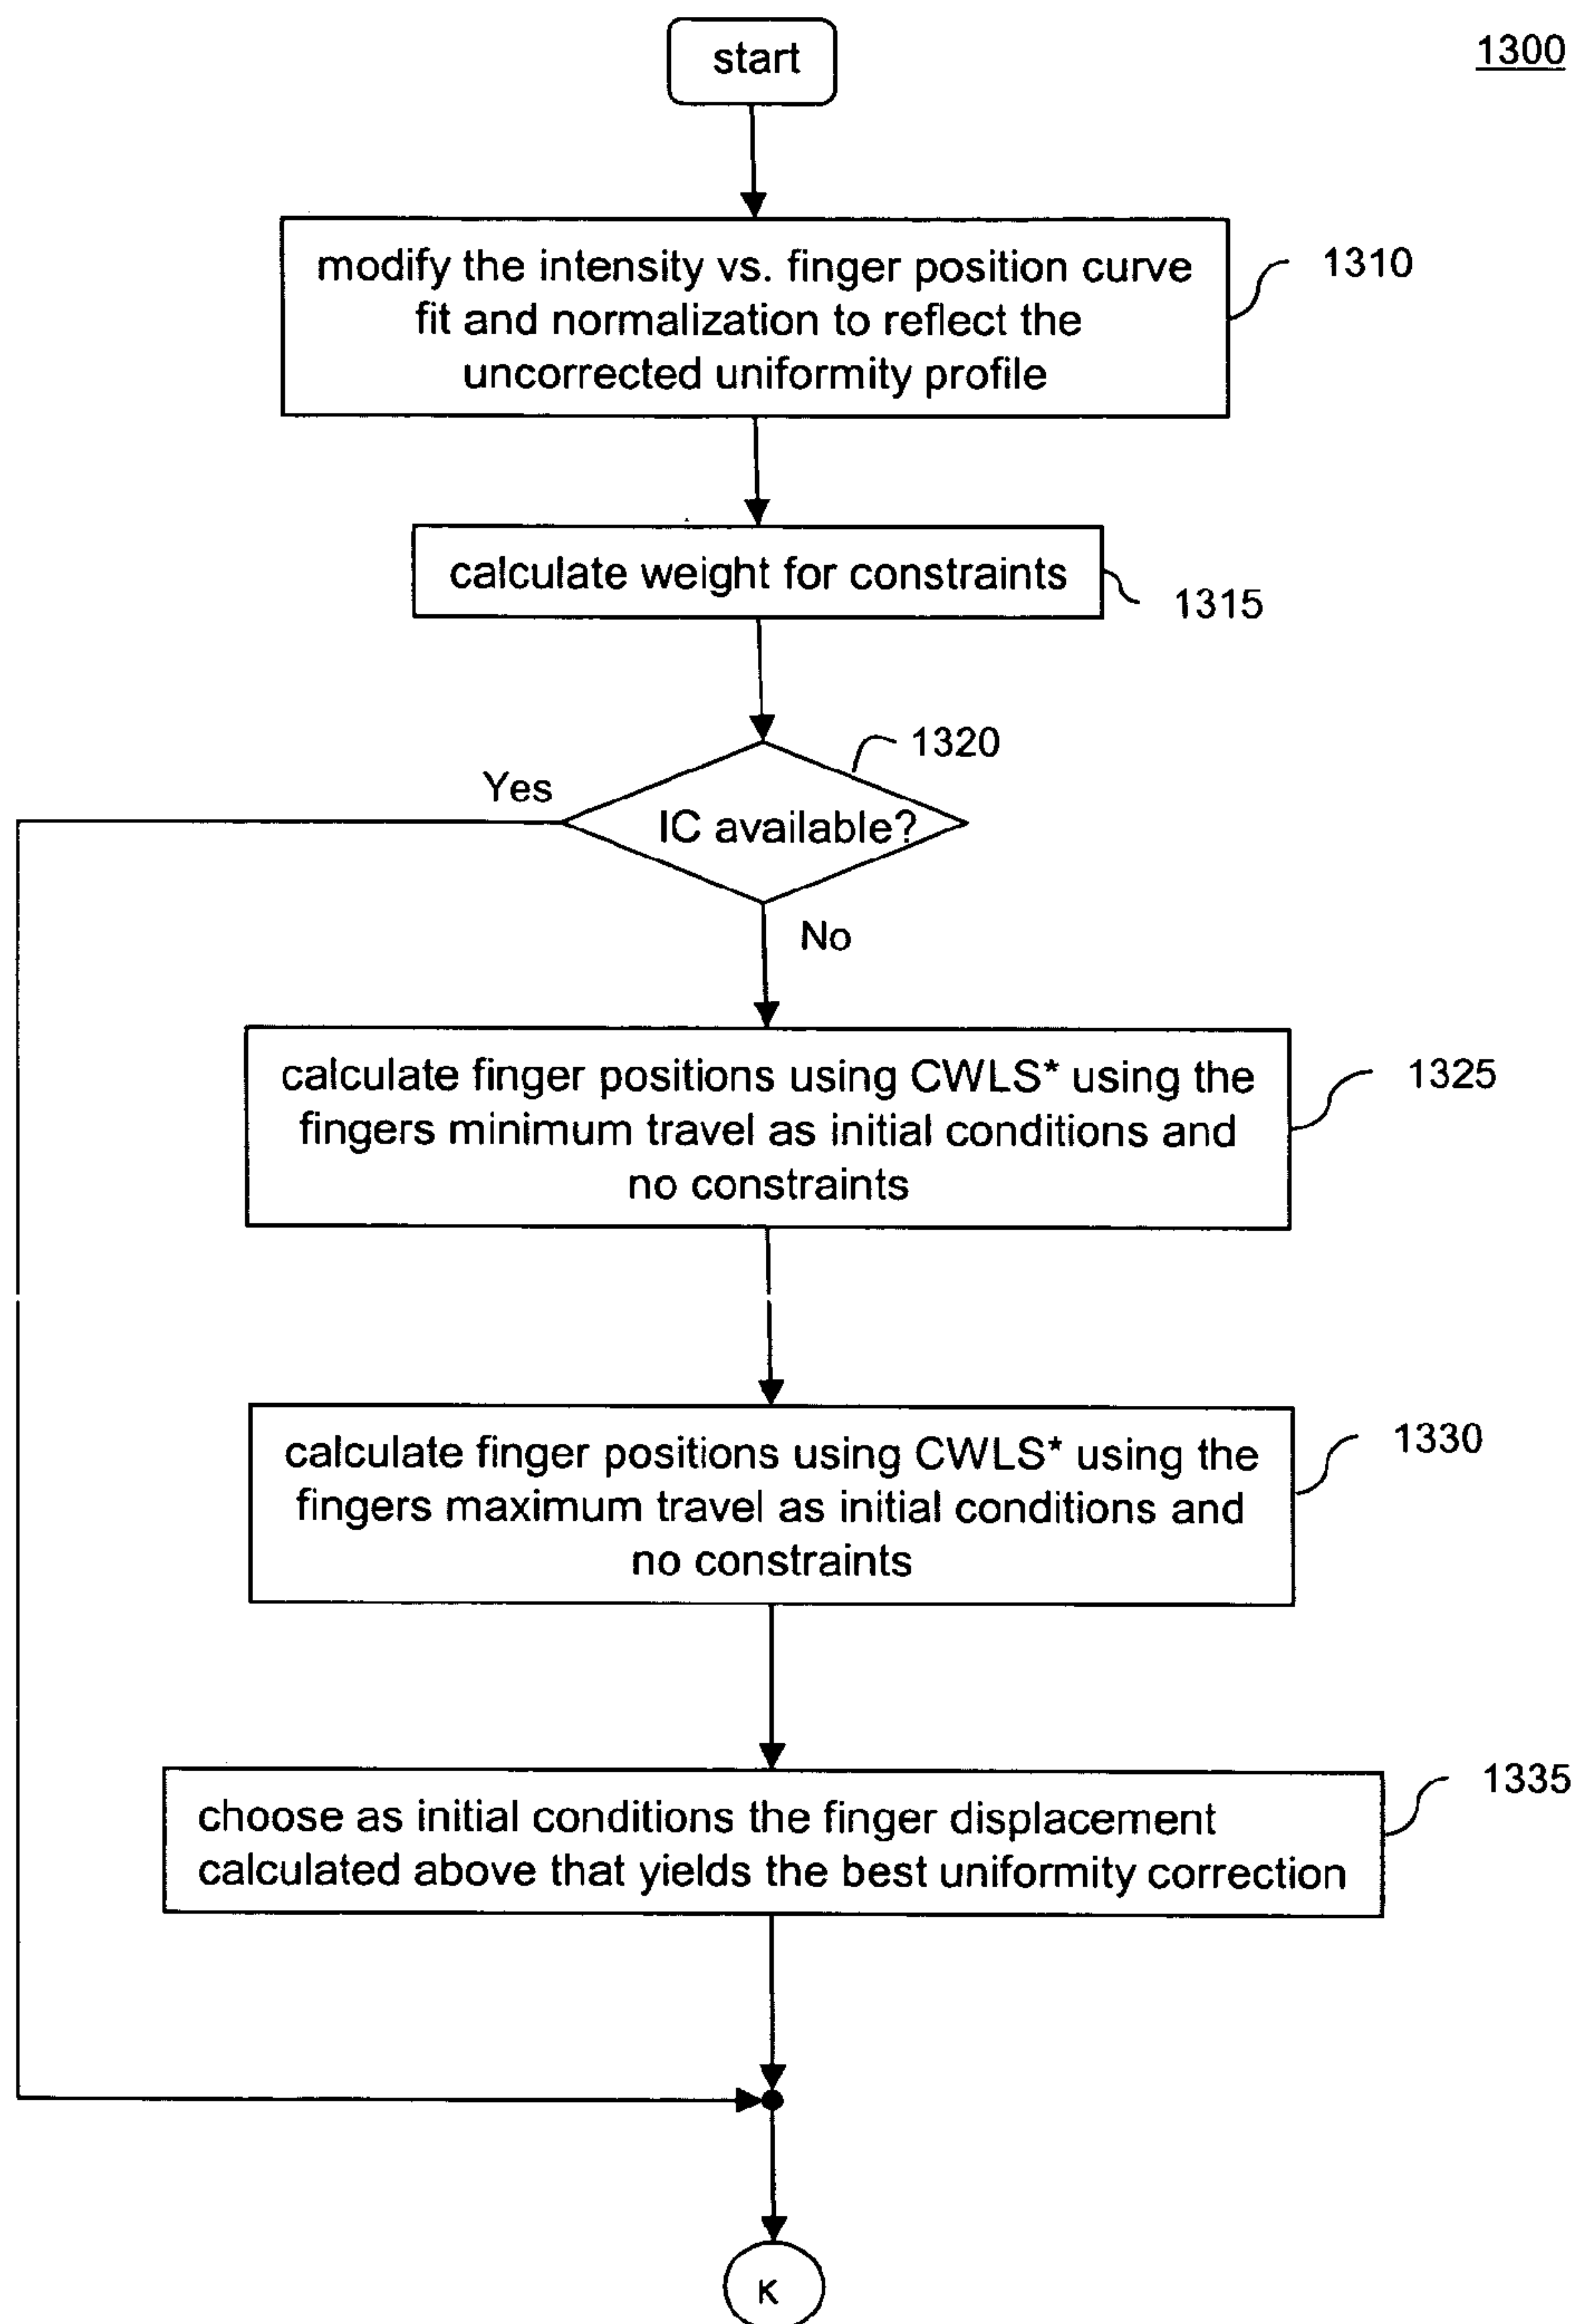 start
1300
modify the intensity vs. finger position curve
fit and normalization to reflect the
uncorrected uniformity profile
1310
calculate weight for constraints
1315
1320
Yes
IC available?
No
calculate finger positions using CWLS* using the
fingers minimum travel as initial conditions and
no constraints
1325
calculate finger positions using CWLS* using the
fingers maximum travel as initial conditions and
no constraints
1330
choose as initial conditions the finger displacement
calculated above that yields the best uniformity correction
1335
K